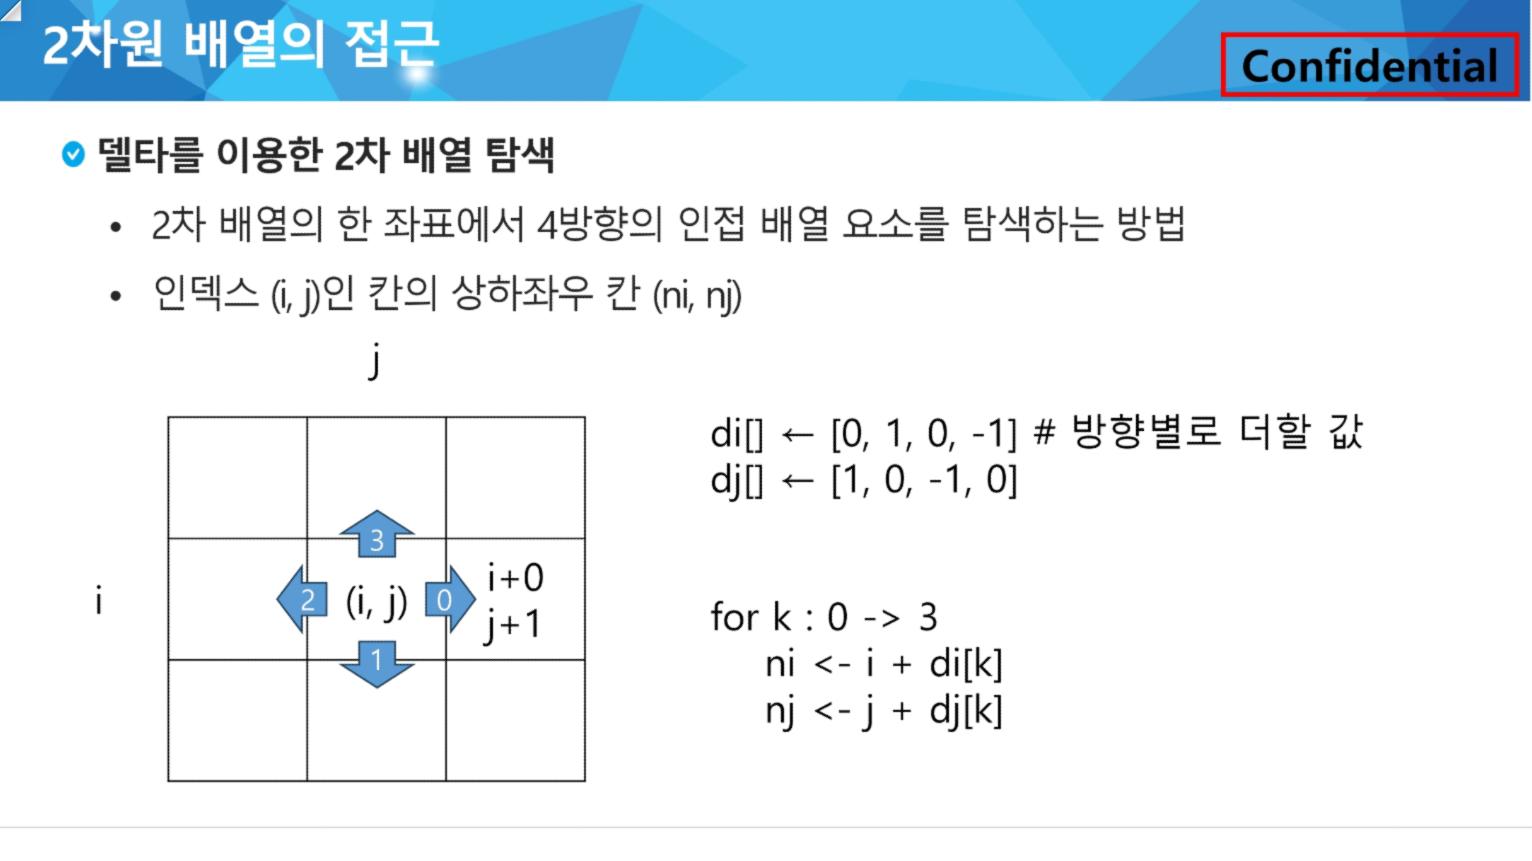 2차원 배열의 접근
Confidential
델타를 이용한 2차 배열 탐색
• 2차 배열의 한 좌표에서 4방향의 인접 배열 요소를 탐색하는 방법
• 인덱스 (i, j)인 칸의 상하좌우 칸 (ni, nj)
j
i
3
2
(i, j)
0
i+0
j+1
1
di[] ← [0, 1, 0, -1] # 방향별로 더할 값
dj[] ← [1, 0, -1, 0]
for k : 0 -> 3
ni <- i + di[k]
nj <- j + dj[k]